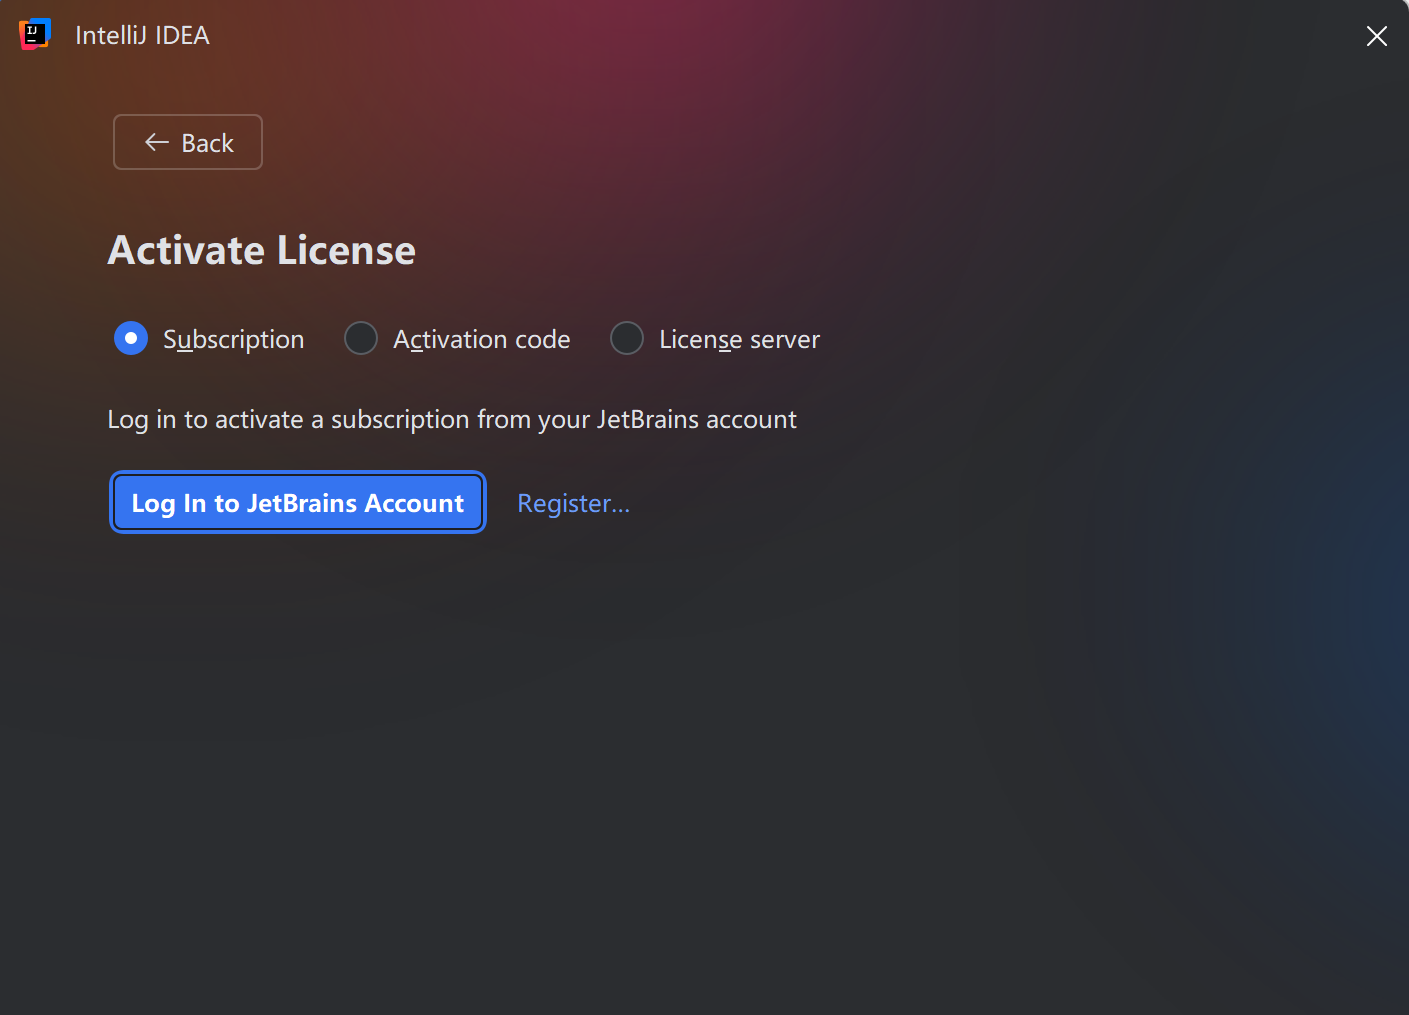 IJ
IntelliJ IDEA
← Back
Activate License
Subscription Activation code License server
Log in to activate a subscription from your JetBrains account
Log In to JetBrains Account Register...